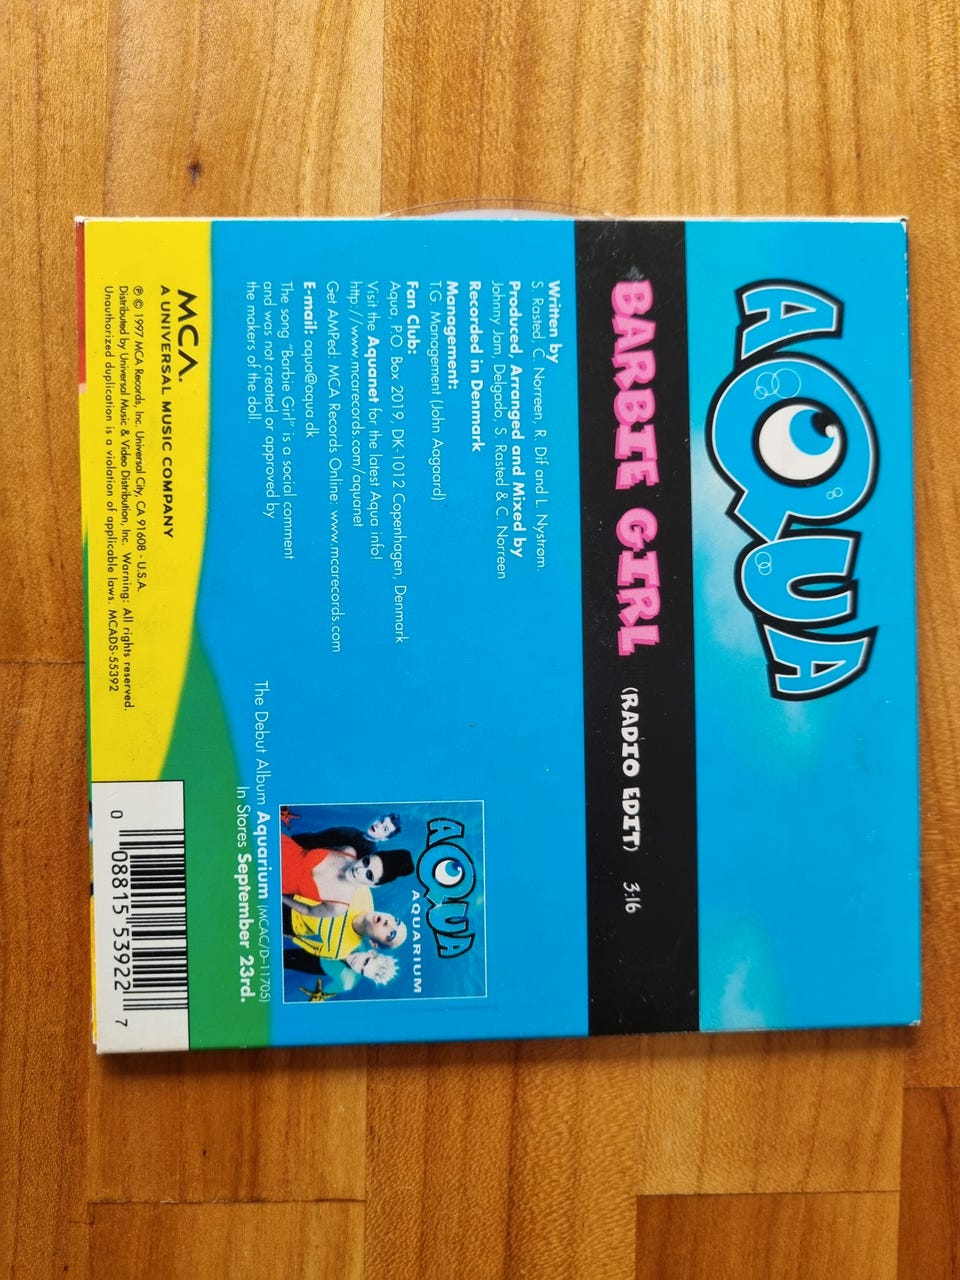 AQUA
BARBIE GIRL (RADIO EDIT) 3:16
Written by
S. Rasted, C. Norreen, R. Dif and L. Nystrøm.
Produced, Arranged and Mixed by
Johnny Jam, Delgado, S. Rasted & C. Norreen
Recorded in Denmark
Management:
T.G. Management (John Aagaard)
Fan Club:
Aqua, P.O. Box 2019, DK-1012 Copenhagen, Denmark
Visit the Aquanet for the latest Aqua info!
http://www.mcarecords.com/aquanet
Get AMPed: MCA Records Online. www.mcarecords.com
E-mail: aqua@aqua.dk
The song "Barbie Girl" is a social comment
and was not created or approved by
the makers of the doll.
AQUA
AQUARIUM
The Debut Album Aquarium (MCAC/D-11705)
In Stores September 23rd.
MCA.
A UNIVERSAL MUSIC COMPANY
℗ © 1997 MCA Records, Inc. Universal City, CA 91608 - U.S.A.
Distributed by Universal Music & Video Distribution, Inc. Warning: All rights reserved.
Unauthorized duplication is a violation of applicable laws. MCADS-55392
0 08815 53922 7